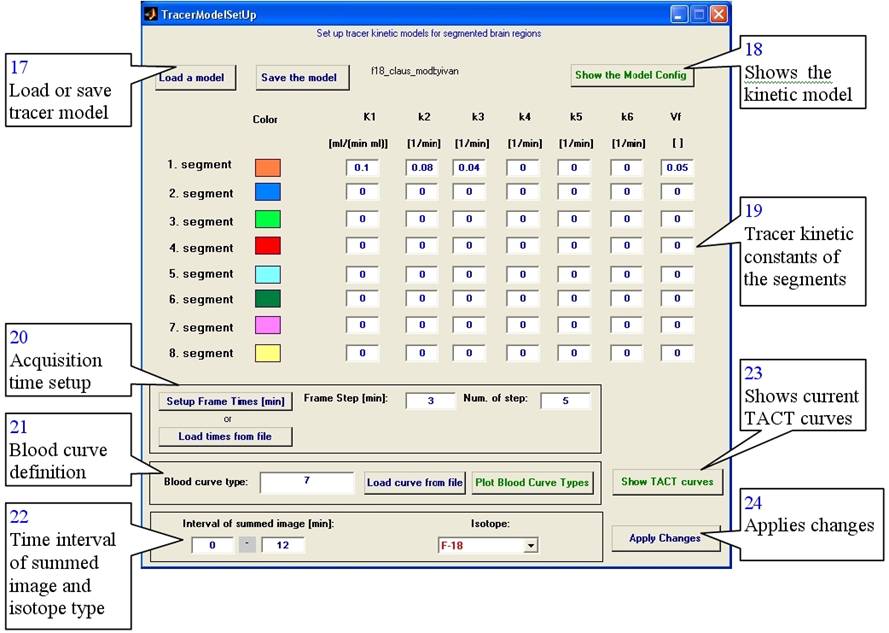 TracerModelSetUp
Set up tracer kinetic models for segmented brain regions
17
Load or save
tracer model
Load a model
Save the model
f18_claus_modbyivan
Show the Model Config
18
Shows the
kinetic model
Color K1 k2 k3 k4 k5 k6 Vf
[ml/(min ml)] [1/min] [1/min] [1/min] [1/min] [1/min] [ ]
1. segment 0.1 0.08 0.04 0 0 0 0.05
2. segment 0 0 0 0 0 0 0
3. segment 0 0 0 0 0 0 0
4. segment 0 0 0 0 0 0 0
5. segment 0 0 0 0 0 0 0
6. segment 0 0 0 0 0 0 0
7. segment 0 0 0 0 0 0 0
8. segment 0 0 0 0 0 0 0
19
Tracer kinetic
constants of
the segments
20
Acquisition
time setup
Setup Frame Times [min] Frame Step [min]: 3 Num. of step: 5
or
Load times from file
21
Blood curve
definition
Blood curve type: 7 Load curve from file Plot Blood Curve Types
Show TACT curves
23
Shows current
TACT curves
22
Time interval
of summed
image and
isotope type
Interval of summed image [min]: Isotope:
0 - 12 F-18
Apply Changes
24
Applies changes